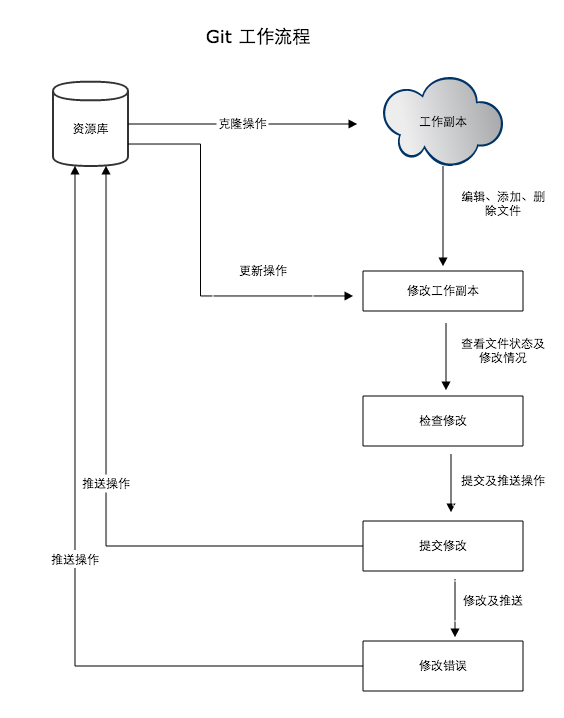 Git 工作流程
资源库
克隆操作
工作副本
编辑、添加、删
除文件
更新操作
修改工作副本
查看文件状态及
修改情况
检查修改
推送操作
提交及推送操作
提交修改
推送操作
修改及推送
修改错误